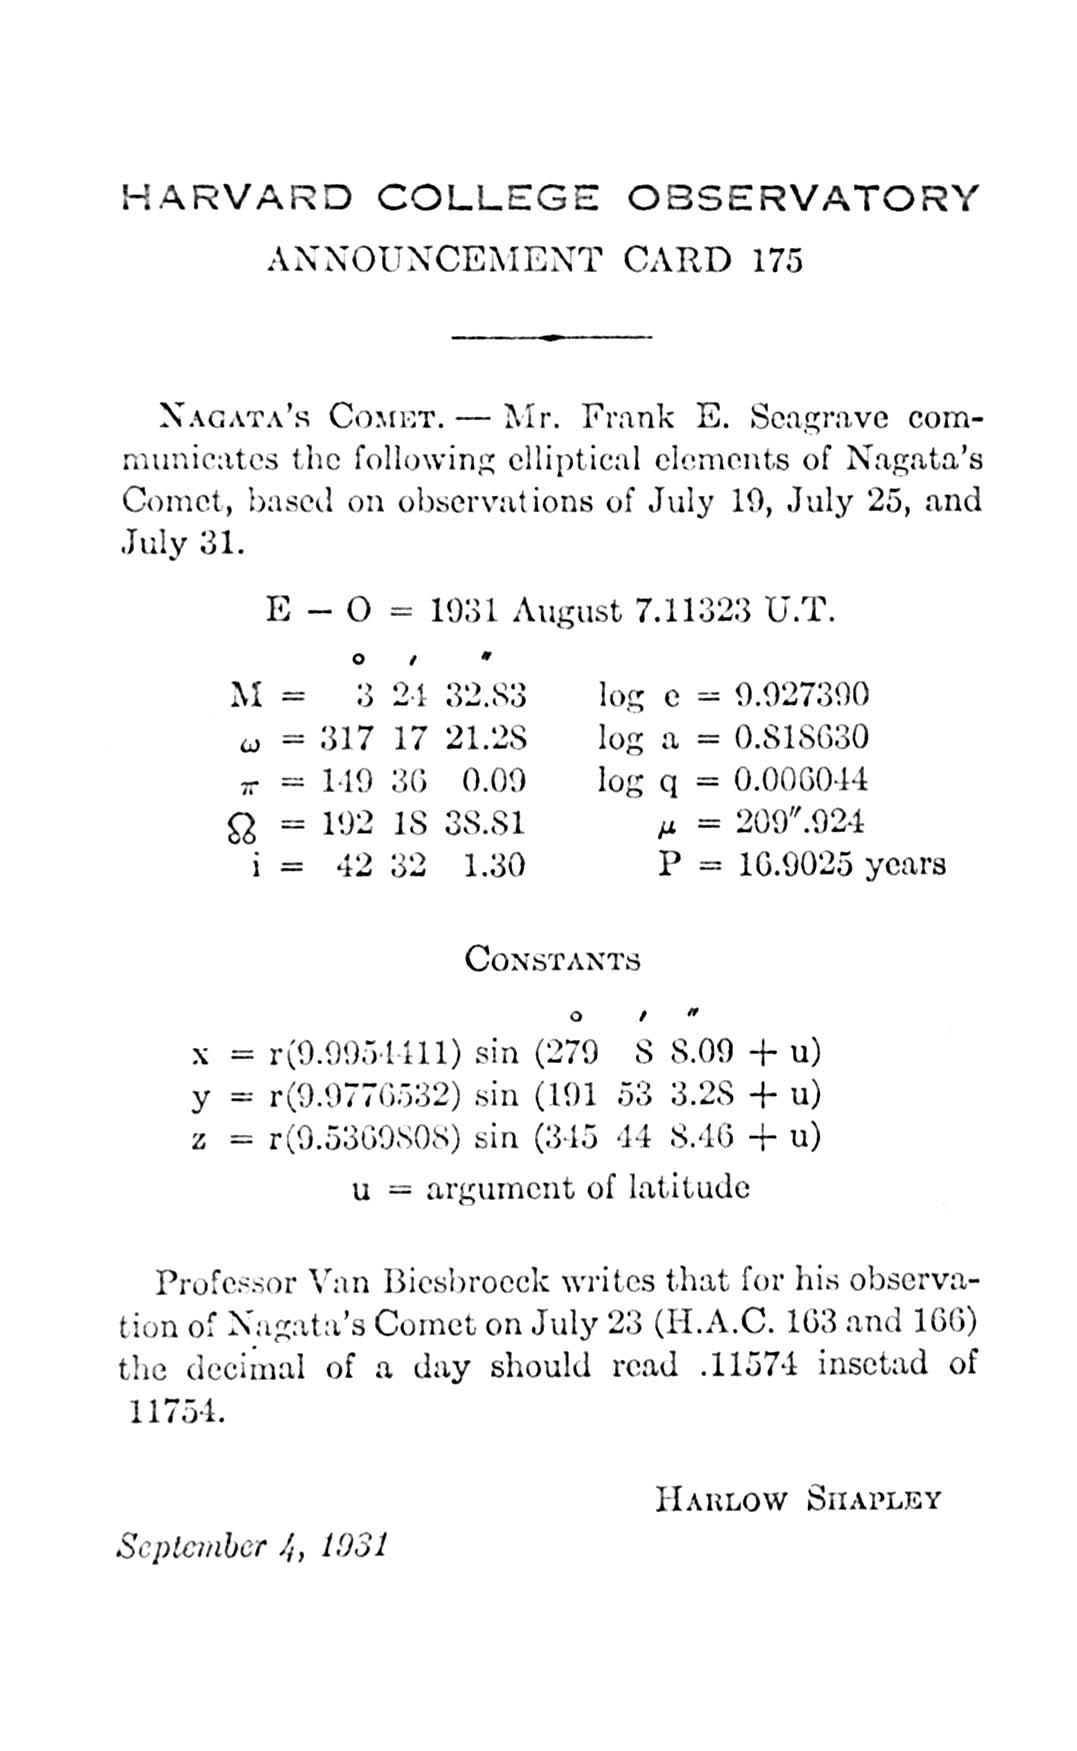 HARVARD COLLEGE OBSERVATORY
ANNOUNCEMENT CARD 175
NAGATA'S COMET. — Mr. Frank E. Seagrave com-
municates the following elliptical elements of Nagata's
Comet, based on observations of July 19, July 25, and
July 31.
E – O = 1931 August 7.11323 U.T.
° ′ ″
M = 3 24 32.83 log e = 9.927390
ω = 317 17 21.28 log a = 0.818630
π = 149 36 0.09 log q = 0.006044
☊ = 192 18 38.81 μ = 209″.924
i = 42 32 1.30 P = 16.9025 years
CONSTANTS
° ′ ″
x = r(9.9954411) sin (279 8 8.09 + u)
y = r(9.9776532) sin (191 53 3.28 + u)
z = r(9.5369808) sin (345 44 8.46 + u)
u = argument of latitude
Professor Van Biesbroeck writes that for his observa-
tion of Nagata's Comet on July 23 (H.A.C. 163 and 166)
the decimal of a day should read .11574 insetad of
11754.
HARLOW SHAPLEY
September 4, 1931